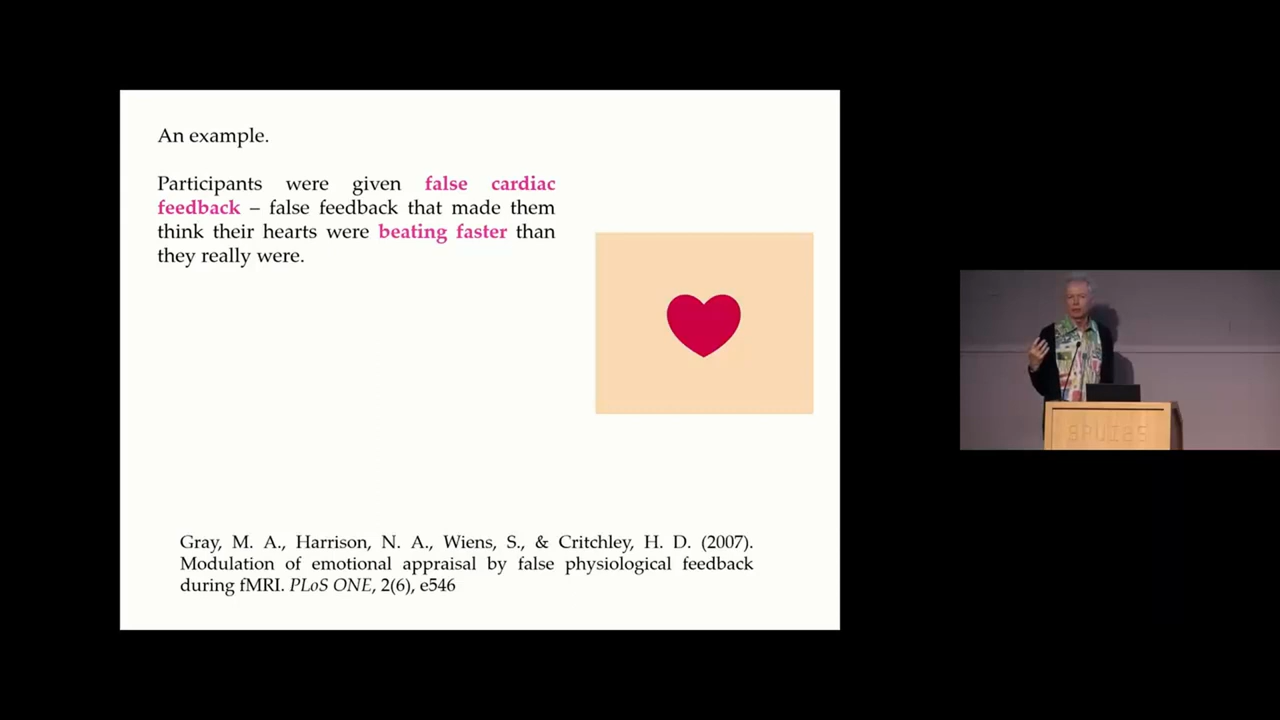 An example.
Participants were given false cardiac
feedback – false feedback that made them
think their hearts were beating faster than
they really were.
Gray, M. A., Harrison, N. A., Wiens, S., & Critchley, H. D. (2007).
Modulation of emotional appraisal by false physiological feedback
during fMRI. PLoS ONE, 2(6), e546